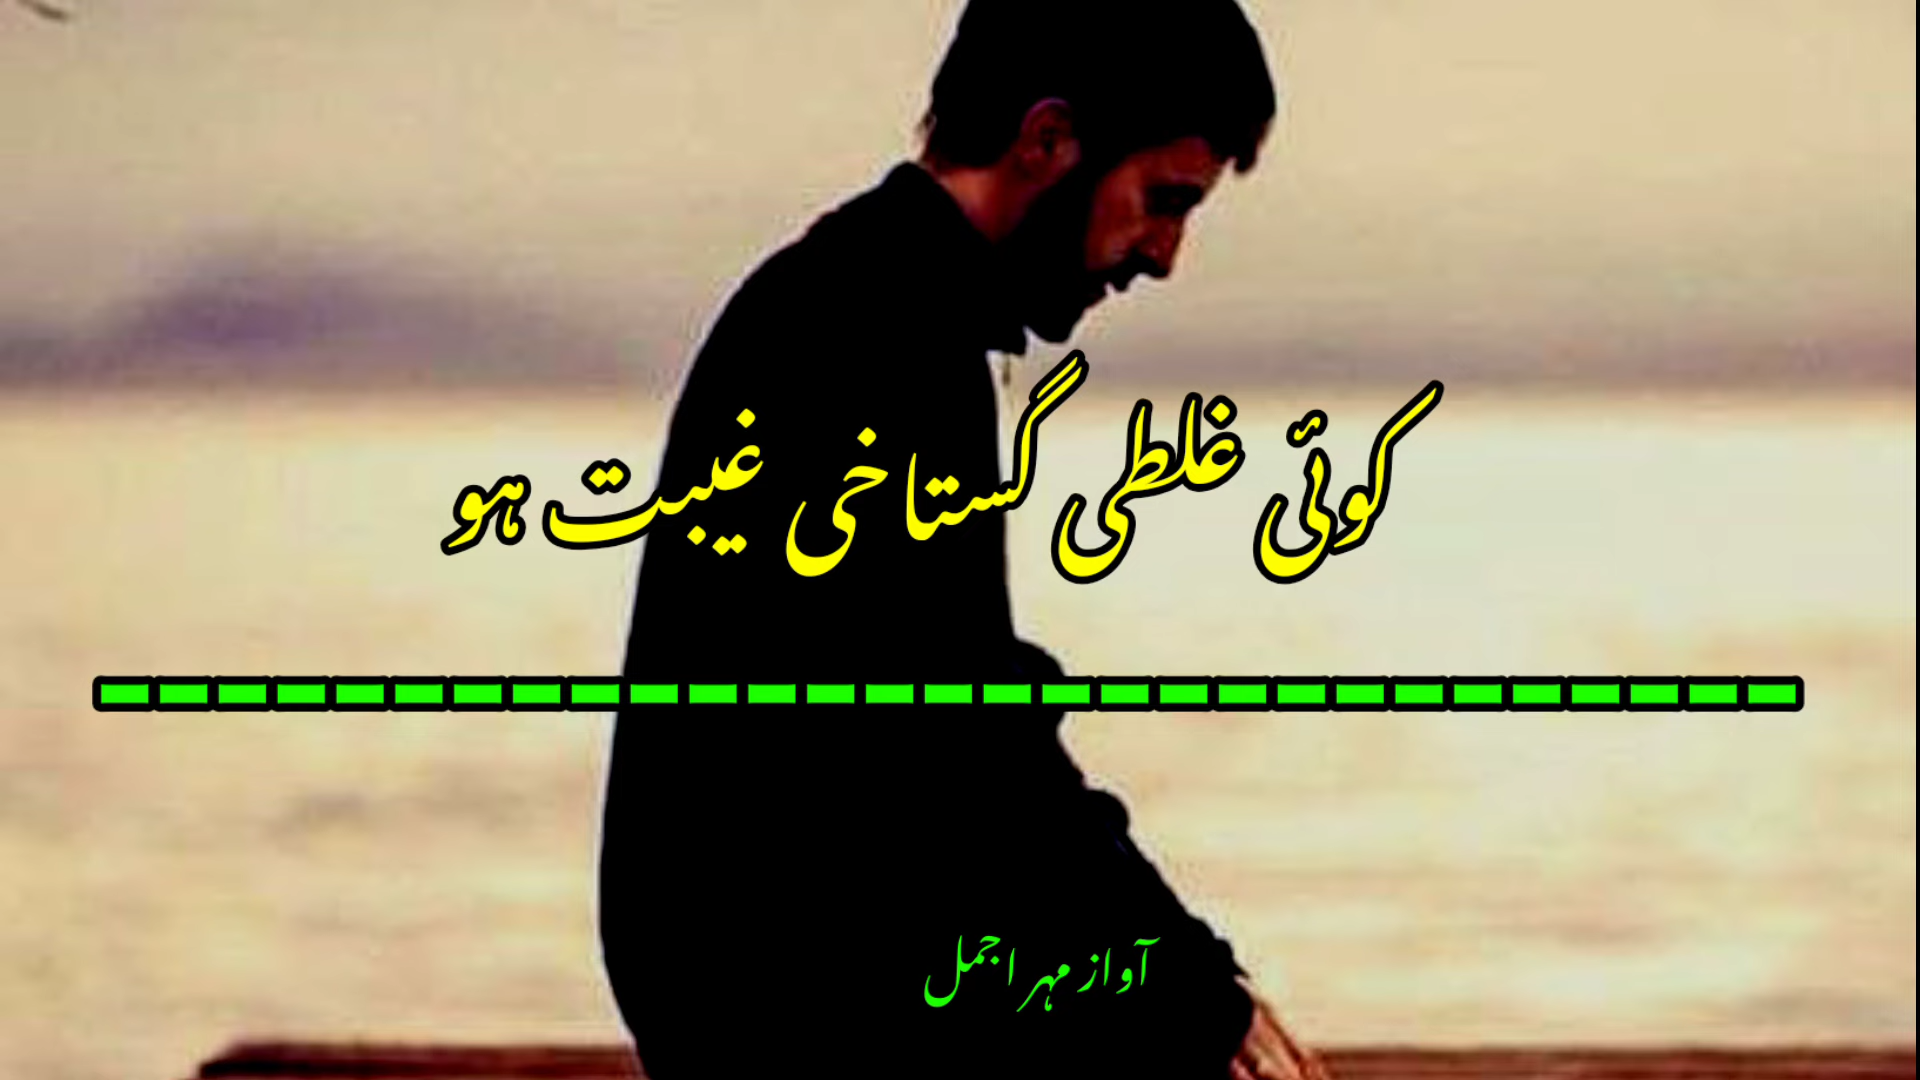 کوئی غلطی گستاخی غیبت ہو
آواز مہر اجمل